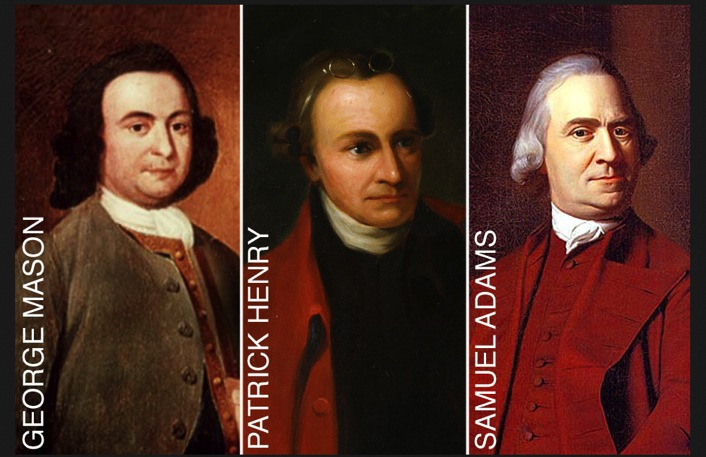 GEORGE MASON
PATRICK HENRY
SAMUEL ADAMS